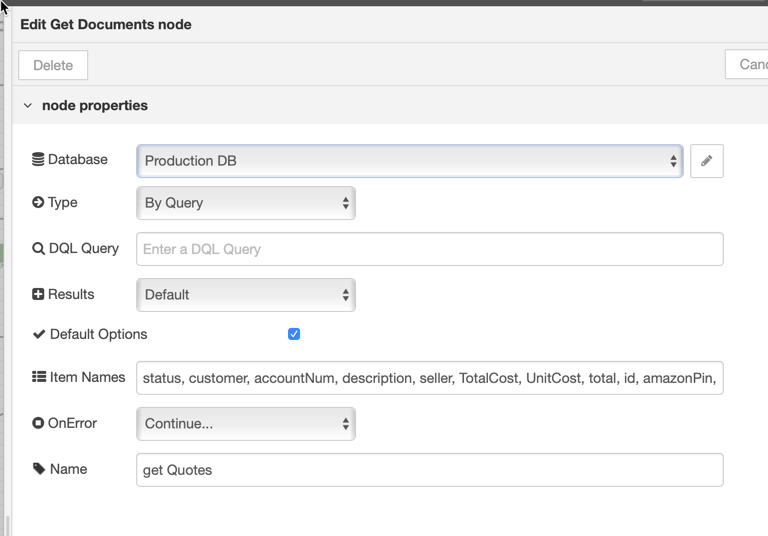 Edit Get Documents node
Delete
node properties
Database Production DB
Type By Query
DQL Query Enter a DQL Query
Results Default
Default Options
Item Names status, customer, accountNum, description, seller, TotalCost, UnitCost, total, id, amazonPin,
OnError Continue...
Name get Quotes